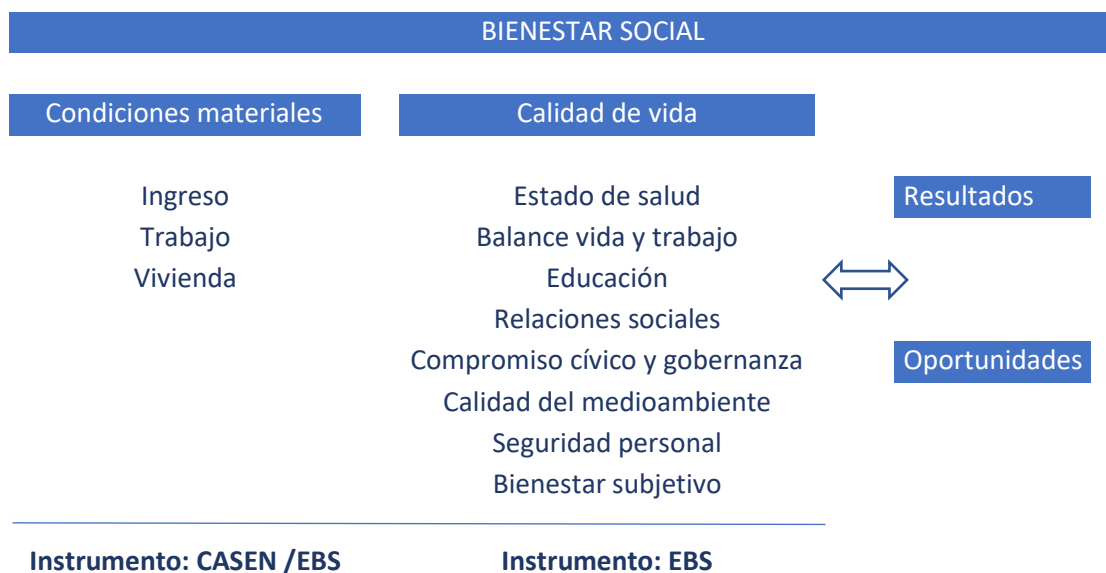 BIENESTAR SOCIAL
Condiciones materiales
Calidad de vida
Ingreso
Trabajo
Vivienda
Estado de salud
Balance vida y trabajo
Educación
Relaciones sociales
Compromiso cívico y gobernanza
Calidad del medioambiente
Seguridad personal
Bienestar subjetivo
Resultados
Oportunidades
Instrumento: CASEN /EBS
Instrumento: EBS